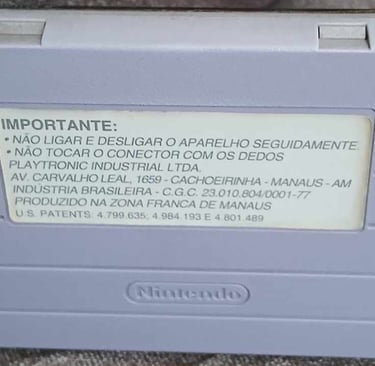 IMPORTANTE:
• NÃO LIGAR E DESLIGAR O APARELHO SEGUIDAMENTE.
• NÃO TOCAR O CONECTOR COM OS DEDOS
PLAYTRONIC INDUSTRIAL LTDA.
AV. CARVALHO LEAL, 1659 - CACHOEIRINHA - MANAUS - AM
INDÚSTRIA BRASILEIRA - C.G.C. 23.010.804/0001-77
PRODUZIDO NA ZONA FRANCA DE MANAUS
U.S. PATENTS: 4.799.635, 4.984.193 E 4.801.489
Nintendo